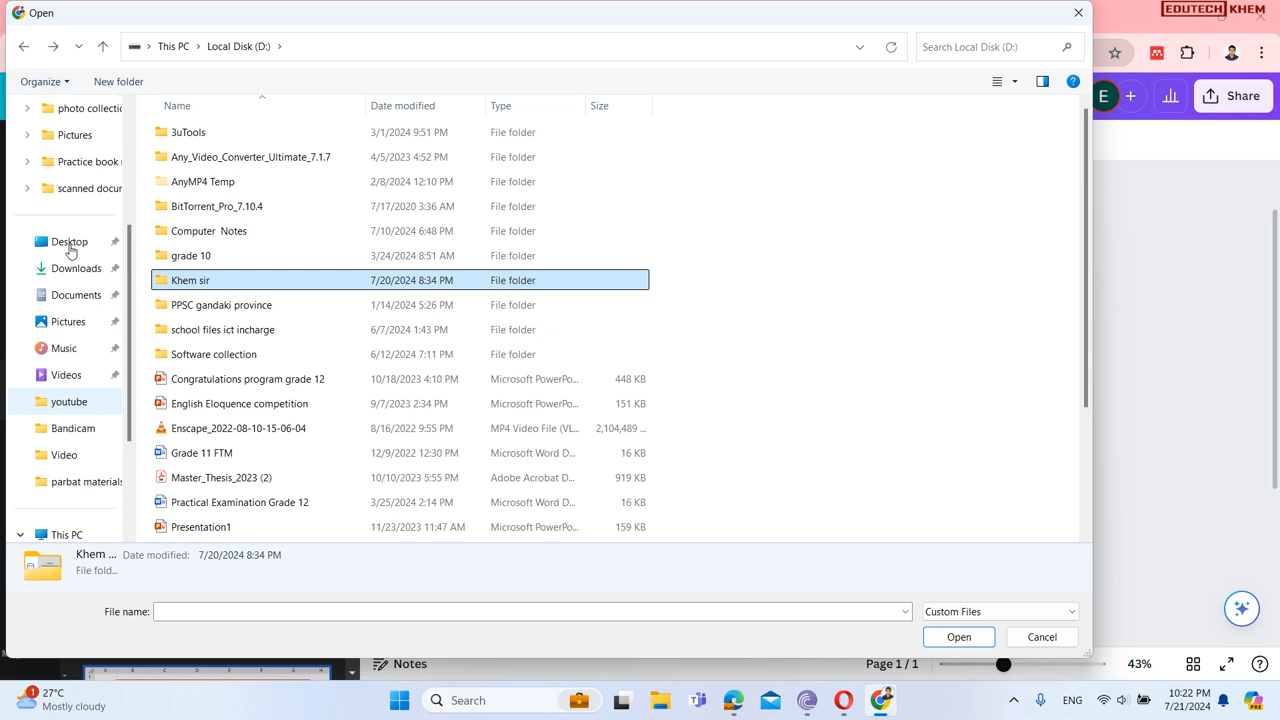 Open
EDUTECH KHEM
This PC Local Disk (D:)
Search Local Disk (D:)
Organize New folder
E + Share
photo collectic
Pictures
Practice book r
scanned docur
Desktop
Downloads
Documents
Pictures
Music
Videos
youtube
Bandicam
Video
parbat materials
This PC
Name Date modified Type Size
3uTools 3/1/2024 9:51 PM File folder
Any_Video_Converter_Ultimate_7.1.7 4/5/2023 4:52 PM File folder
AnyMP4 Temp 2/8/2024 12:10 PM File folder
BitTorrent_Pro_7.10.4 7/17/2020 3:36 AM File folder
Computer Notes 7/10/2024 6:48 PM File folder
grade 10 3/24/2024 8:51 AM File folder
Khem sir 7/20/2024 8:34 PM File folder
PPSC gandaki province 1/14/2024 5:26 PM File folder
school files ict incharge 6/7/2024 1:43 PM File folder
Software collection 6/12/2024 7:11 PM File folder
Congratulations program grade 12 10/18/2023 4:10 PM Microsoft PowerPo... 448 KB
English Eloquence competition 9/7/2023 2:34 PM Microsoft PowerPo... 151 KB
Enscape_2022-08-10-15-06-04 8/16/2022 9:55 PM MP4 Video File (VL... 2,104,489 ...
Grade 11 FTM 12/9/2022 12:30 PM Microsoft Word D... 16 KB
Master_Thesis_2023 (2) 10/10/2023 5:55 PM Adobe Acrobat D... 919 KB
Practical Examination Grade 12 3/25/2024 2:14 PM Microsoft Word D... 16 KB
Presentation1 11/23/2023 11:47 AM Microsoft PowerPo... 159 KB
Khem ... Date modified: 7/20/2024 8:34 PM
File fold...
File name: Custom Files
Open Cancel
Notes Page 1 / 1 43%
27°C
Mostly cloudy
1
Search
ENG
10:22 PM
7/21/2024
PRE